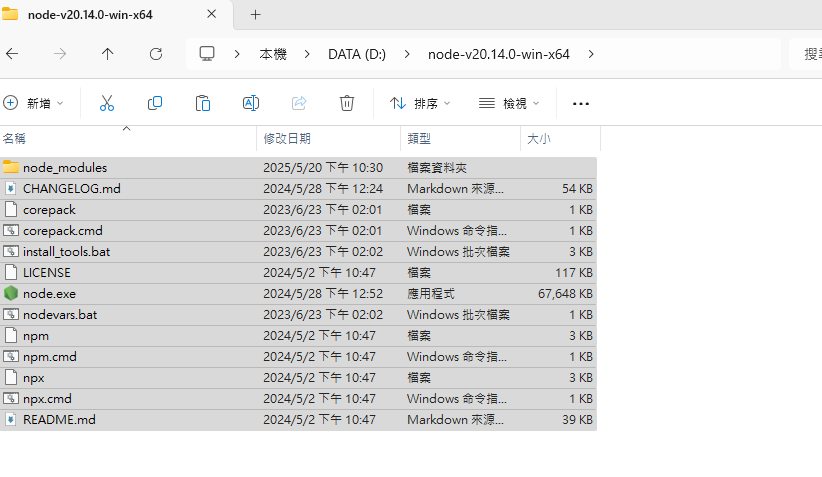 node-v20.14.0-win-x64
本機 DATA (D:) node-v20.14.0-win-x64 搜尋
新增 排序 檢視
名稱 修改日期 類型 大小
node_modules 2025/5/20 下午 10:30 檔案資料夾
CHANGELOG.md 2024/5/28 下午 12:24 Markdown 來源... 54 KB
corepack 2023/6/23 下午 02:01 檔案 1 KB
corepack.cmd 2023/6/23 下午 02:01 Windows 命令指... 1 KB
install_tools.bat 2023/6/23 下午 02:02 Windows 批次檔案 3 KB
LICENSE 2024/5/2 下午 10:47 檔案 117 KB
node.exe 2024/5/28 下午 12:52 應用程式 67,648 KB
nodevars.bat 2023/6/23 下午 02:02 Windows 批次檔案 1 KB
npm 2024/5/2 下午 10:47 檔案 3 KB
npm.cmd 2024/5/2 下午 10:47 Windows 命令指... 1 KB
npx 2024/5/2 下午 10:47 檔案 3 KB
npx.cmd 2024/5/2 下午 10:47 Windows 命令指... 1 KB
README.md 2024/5/2 下午 10:47 Markdown 來源... 39 KB